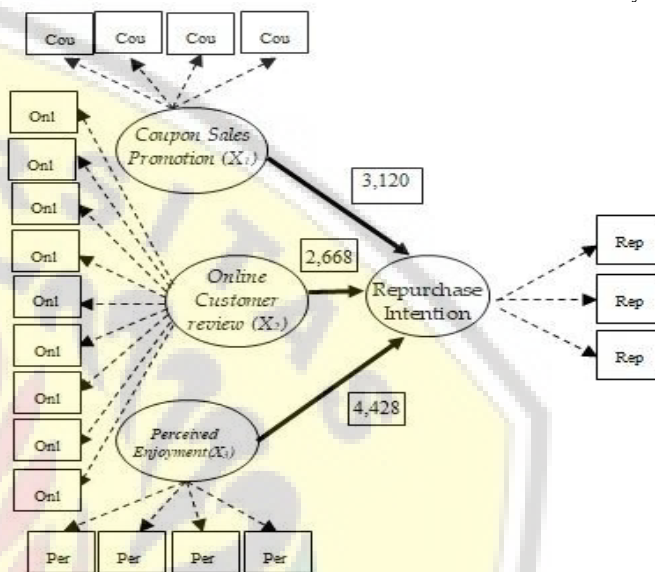 Cou Cou Cou Cou
Onl
Coupon Sales
Promotion (X1)
Onl
3,120
Onl
Rep
Onl
2,668
Online
Customer
review (X2)
Repurchase
Intention
Onl
Rep
Onl
Rep
Onl
4,428
Perceived
Enjoyment(X3)
Onl
Onl
Per Per Per Per